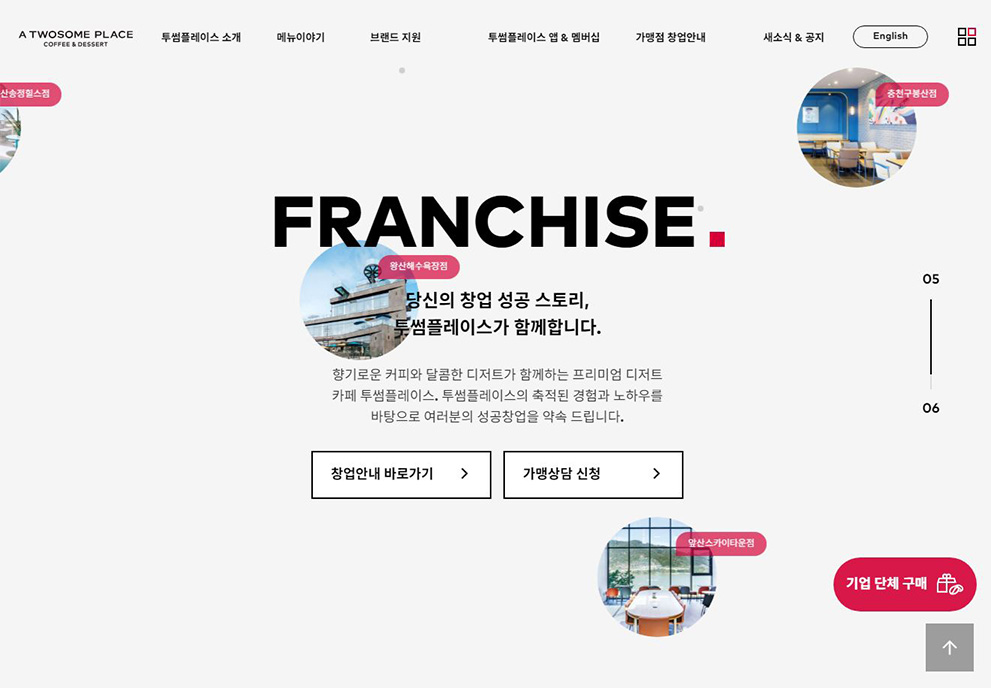 A TWOSOME PLACE
COFFEE & DESSERT
투썸플레이스 소개
메뉴이야기
브랜드 지원
투썸플레이스 앱 & 멤버십
가맹점 창업안내
새소식 & 공지
English
산송정힐스점
충천구봉산점
FRANCHISE.
왕산해수욕장점
당신의 창업 성공 스토리,
투썸플레이스가 함께합니다.
05
06
향기로운 커피와 달콤한 디저트가 함께하는 프리미엄 디저트
카페 투썸플레이스. 투썸플레이스의 축적된 경험과 노하우를
바탕으로 여러분의 성공창업을 약속 드립니다.
창업안내 바로가기
가맹상담 신청
앞산스카이타운점
기업 단체 구매